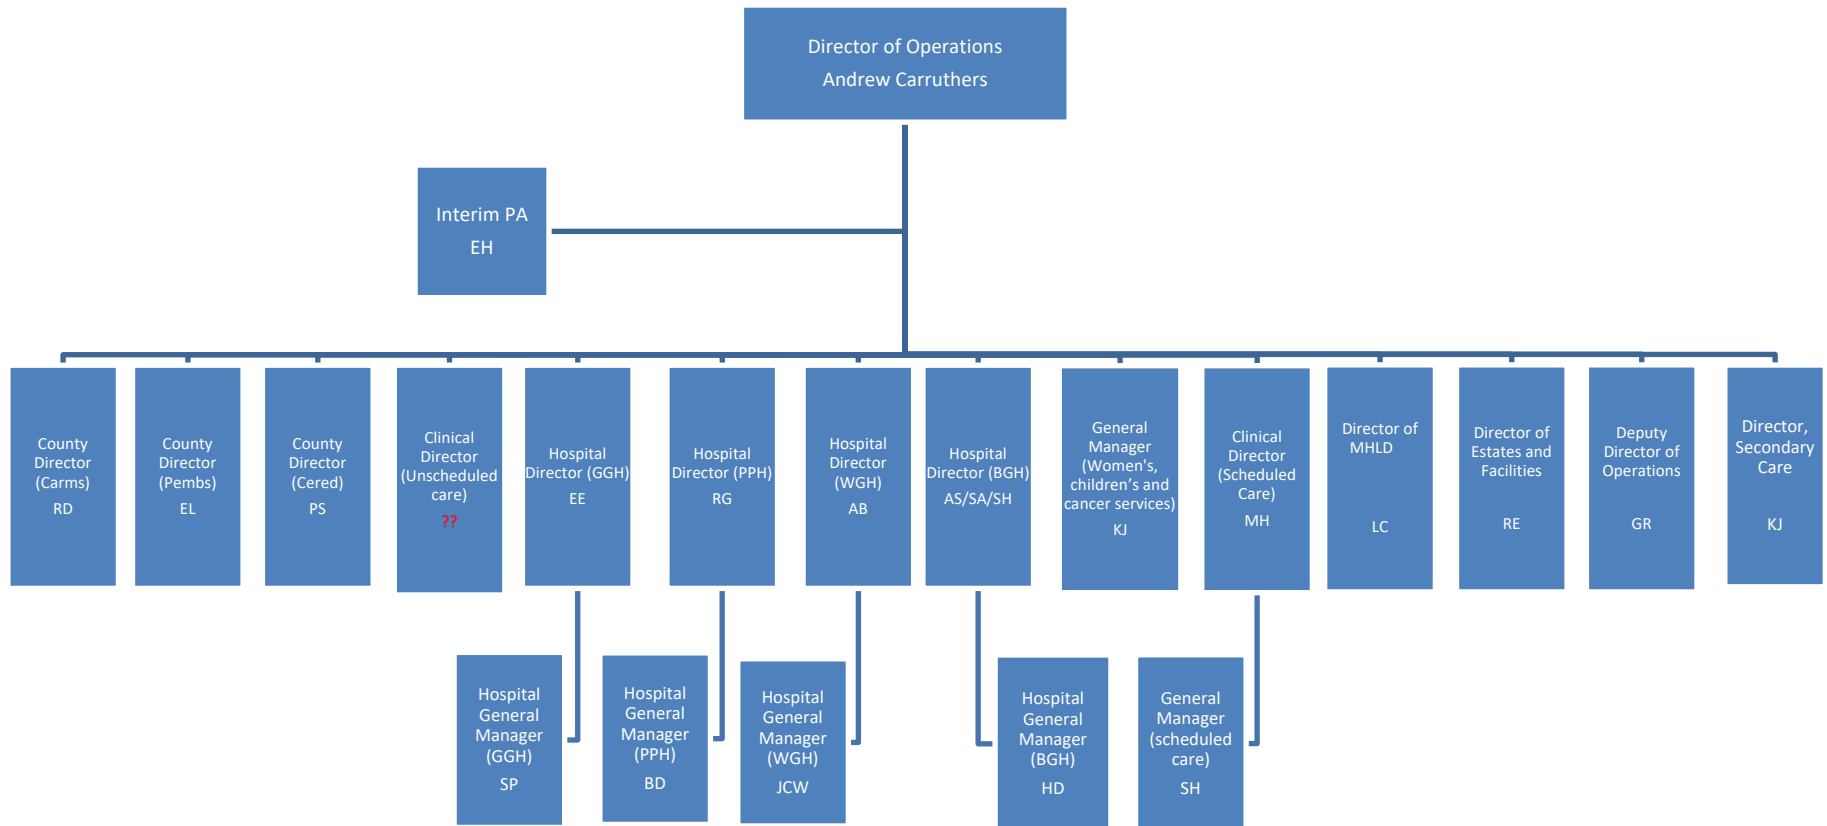 Director of Operations
Andrew Carruthers
Interim PA
EH
County
Director
(Carms)
RD
County
Director
(Pembs)
EL
County
Director
(Cered)
PS
Clinical
Director
(Unscheduled
care)
??
Hospital
Director (GGH)
EE
Hospital
Director (PPH)
RG
Hospital
Director
(WGH)
AB
Hospital
Director (BGH)
AS/SA/SH
General
Manager
(Women's,
children’s and
cancer services)
KJ
Clinical
Director
(Scheduled
Care)
MH
Director of
MHLD
LC
Director of
Estates and
Facilities
RE
Deputy
Director of
Operations
GR
Director,
Secondary
Care
KJ
Hospital
General
Manager
(GGH)
SP
Hospital
General
Manager
(PPH)
BD
Hospital
General
Manager
(WGH)
JCW
Hospital
General
Manager
(BGH)
HD
General
Manager
(scheduled
care)
SH